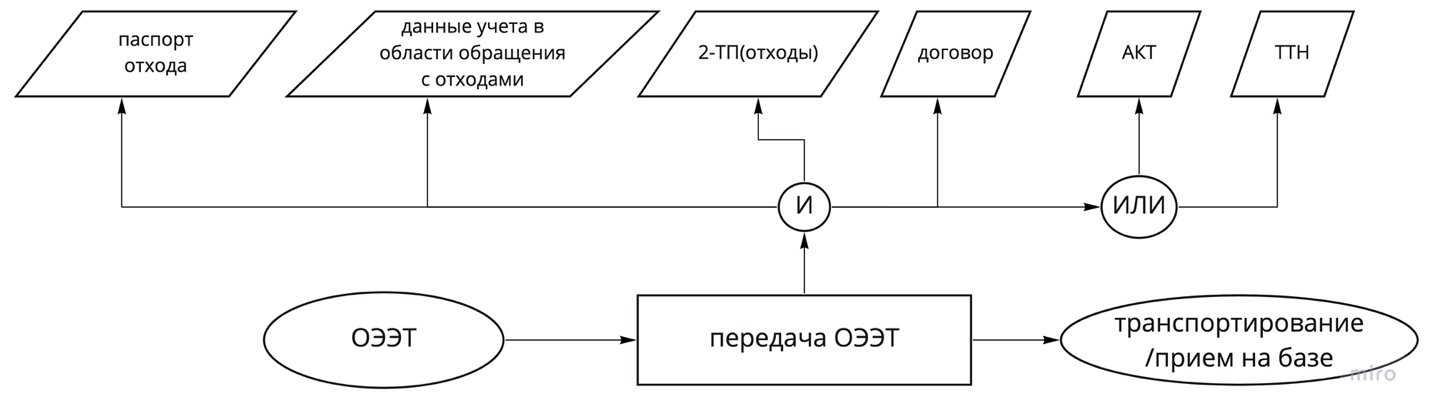 паспорт
отхода
данные учета в
области обращения
с отходами
2-ТП(отходы)
договор
АКТ
ТТН
И
ИЛИ
ОЭЭТ
передача ОЭЭТ
транспортирование
/прием на базе
miro